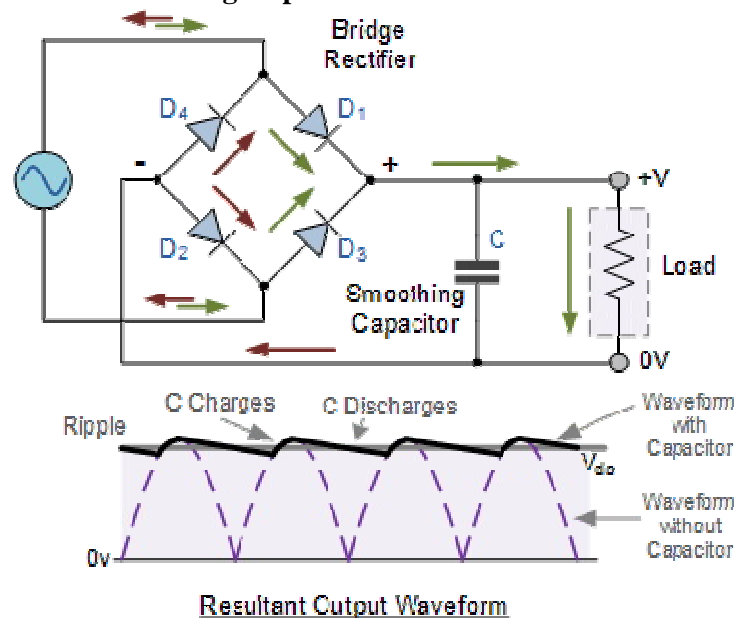 Bridge
Rectifier
D4
D1
-
+
+V
D2
D3
C
Load
Smoothing
Capacitor
0V
C Charges
C Discharges
Waveform
with
Capacitor
Ripple
Vdc
Waveform
without
Capacitor
0v
Resultant Output Waveform